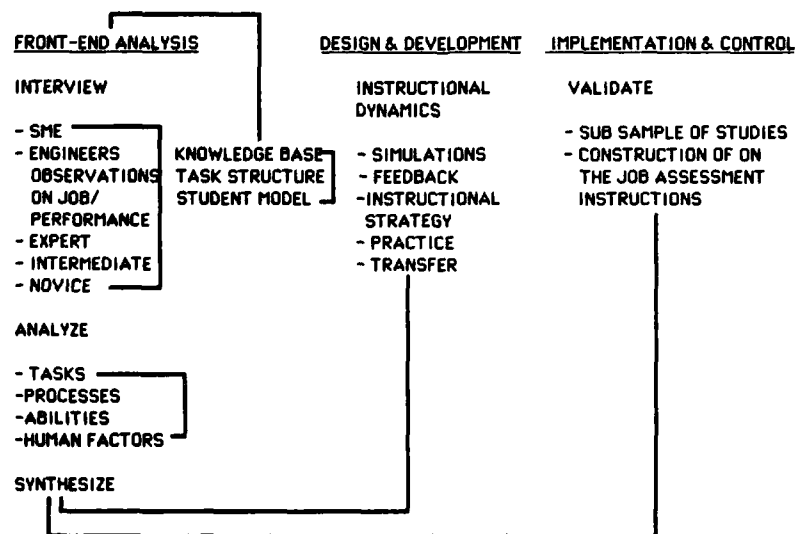 FRONT-END ANALYSIS
INTERVIEW
- SME
- ENGINEERS
OBSERVATIONS
ON JOB/
PERFORMANCE
- EXPERT
- INTERMEDIATE
- NOVICE
ANALYZE
- TASKS
-PROCESSES
-ABILITIES
-HUMAN FACTORS
SYNTHESIZE
KNOWLEDGE BASE
TASK STRUCTURE
STUDENT MODEL
DESIGN & DEVELOPMENT
INSTRUCTIONAL
DYNAMICS
- SIMULATIONS
- FEEDBACK
-INSTRUCTIONAL
STRATEGY
- PRACTICE
- TRANSFER
IMPLEMENTATION & CONTROL
VALIDATE
- SUB SAMPLE OF STUDIES
- CONSTRUCTION OF ON
THE JOB ASSESSMENT
INSTRUCTIONS